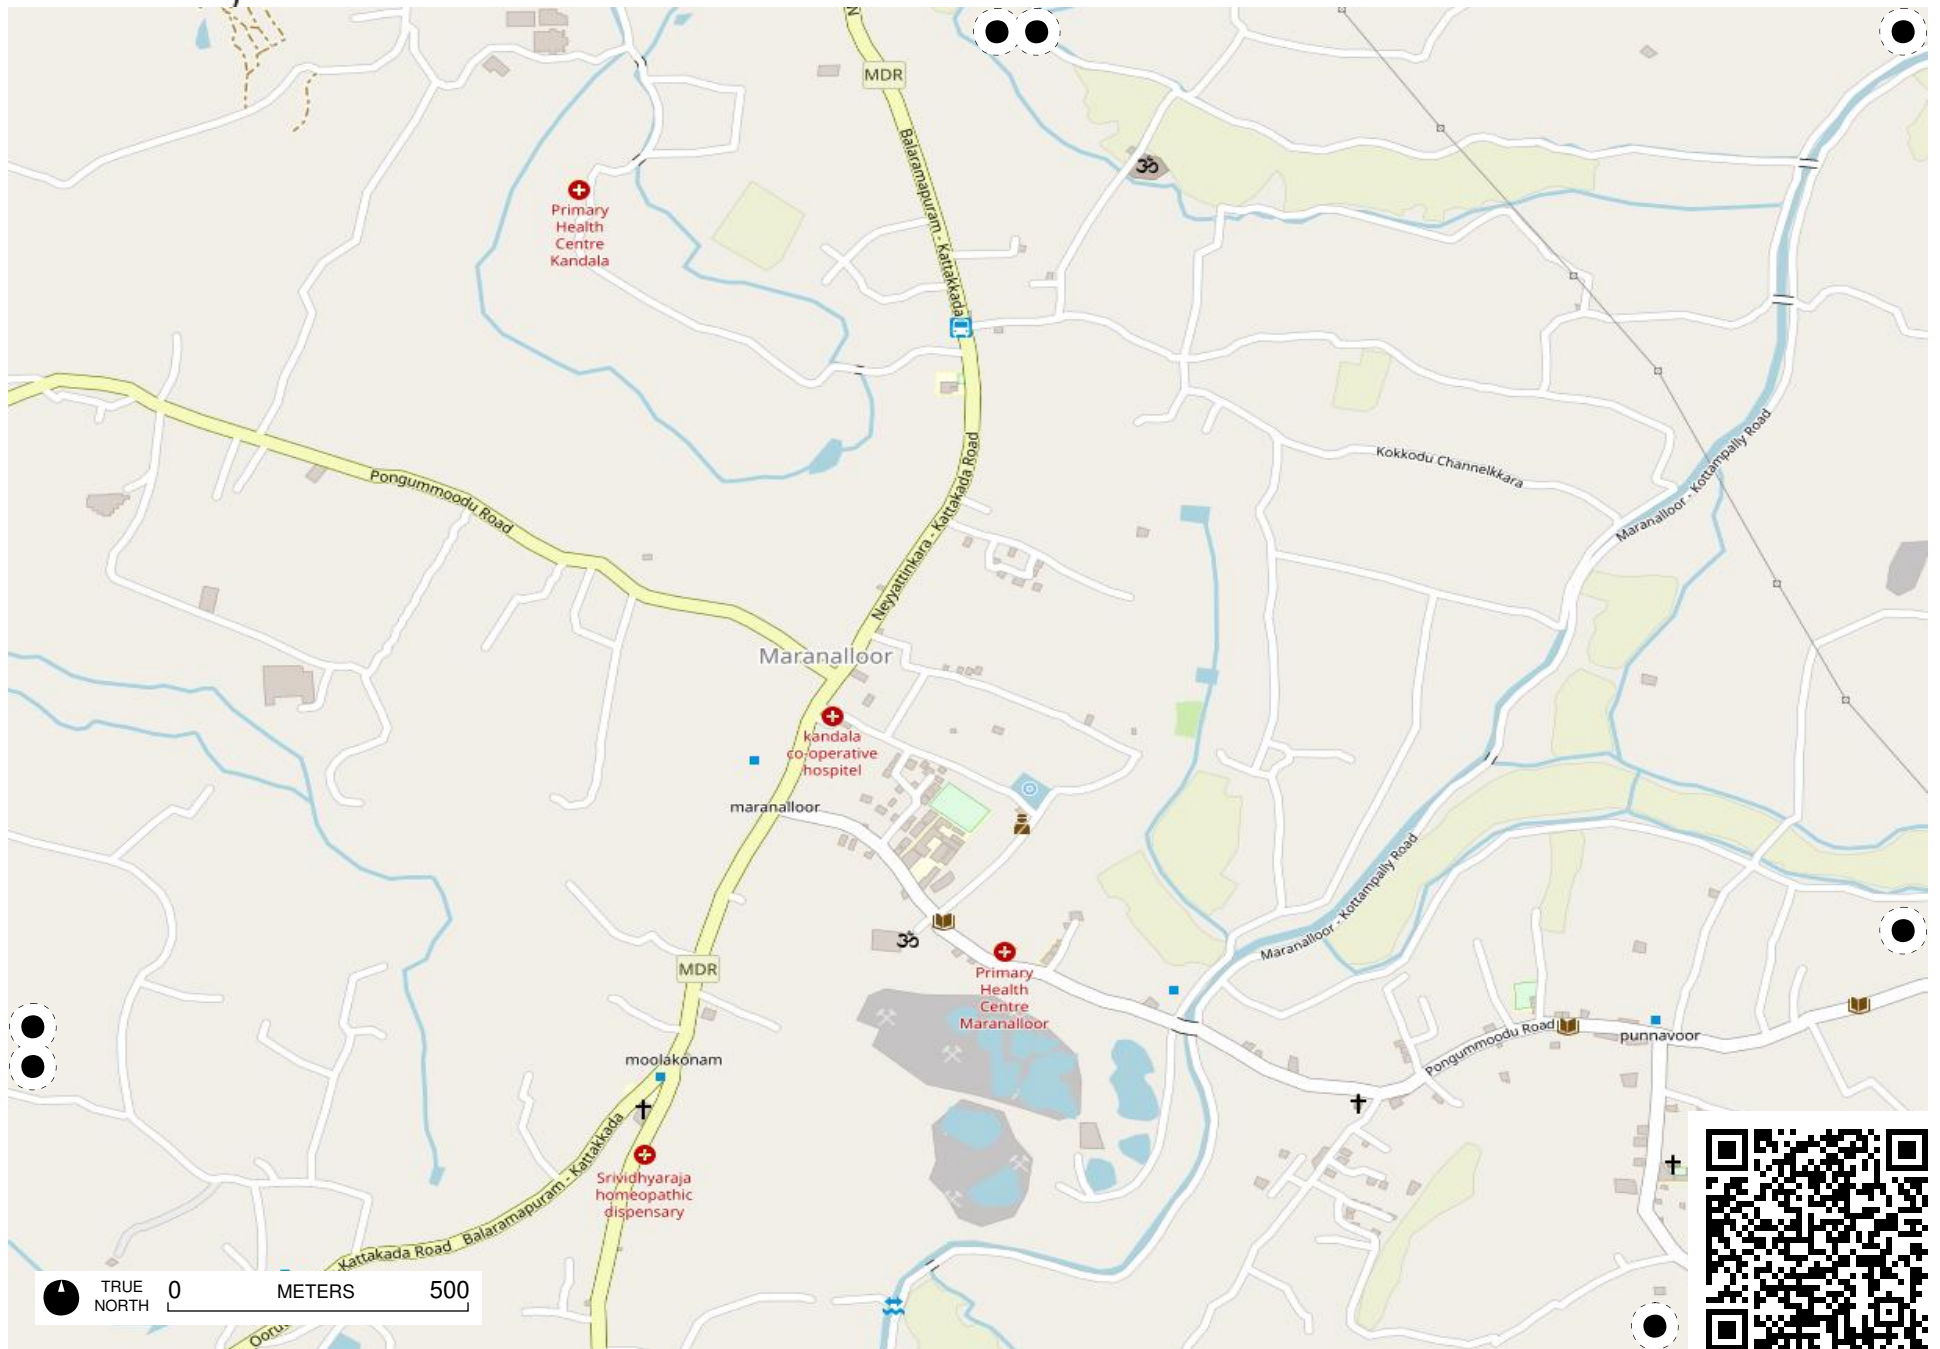 MDR
Balaramapuram - Kattakkada
Primary
Health
Centre
Kandala
Neyyattinkara - Kattakada Road
Pongummoodu Road
Kokkodu Channelkkara
Maranalloor - Kottampally Road
Maranalloor
kandala
co-operative
hospitel
maranalloor
Maranalloor - Kottampally Road
MDR
Primary
Health
Centre
Maranalloor
moolakonam
Pongummoodu Road
punnavoor
Srividhyaraja
homeopathic
dispensary
Balaramapuram - Kattakkada
Kattakada Road
TRUE
NORTH
0 METERS 500